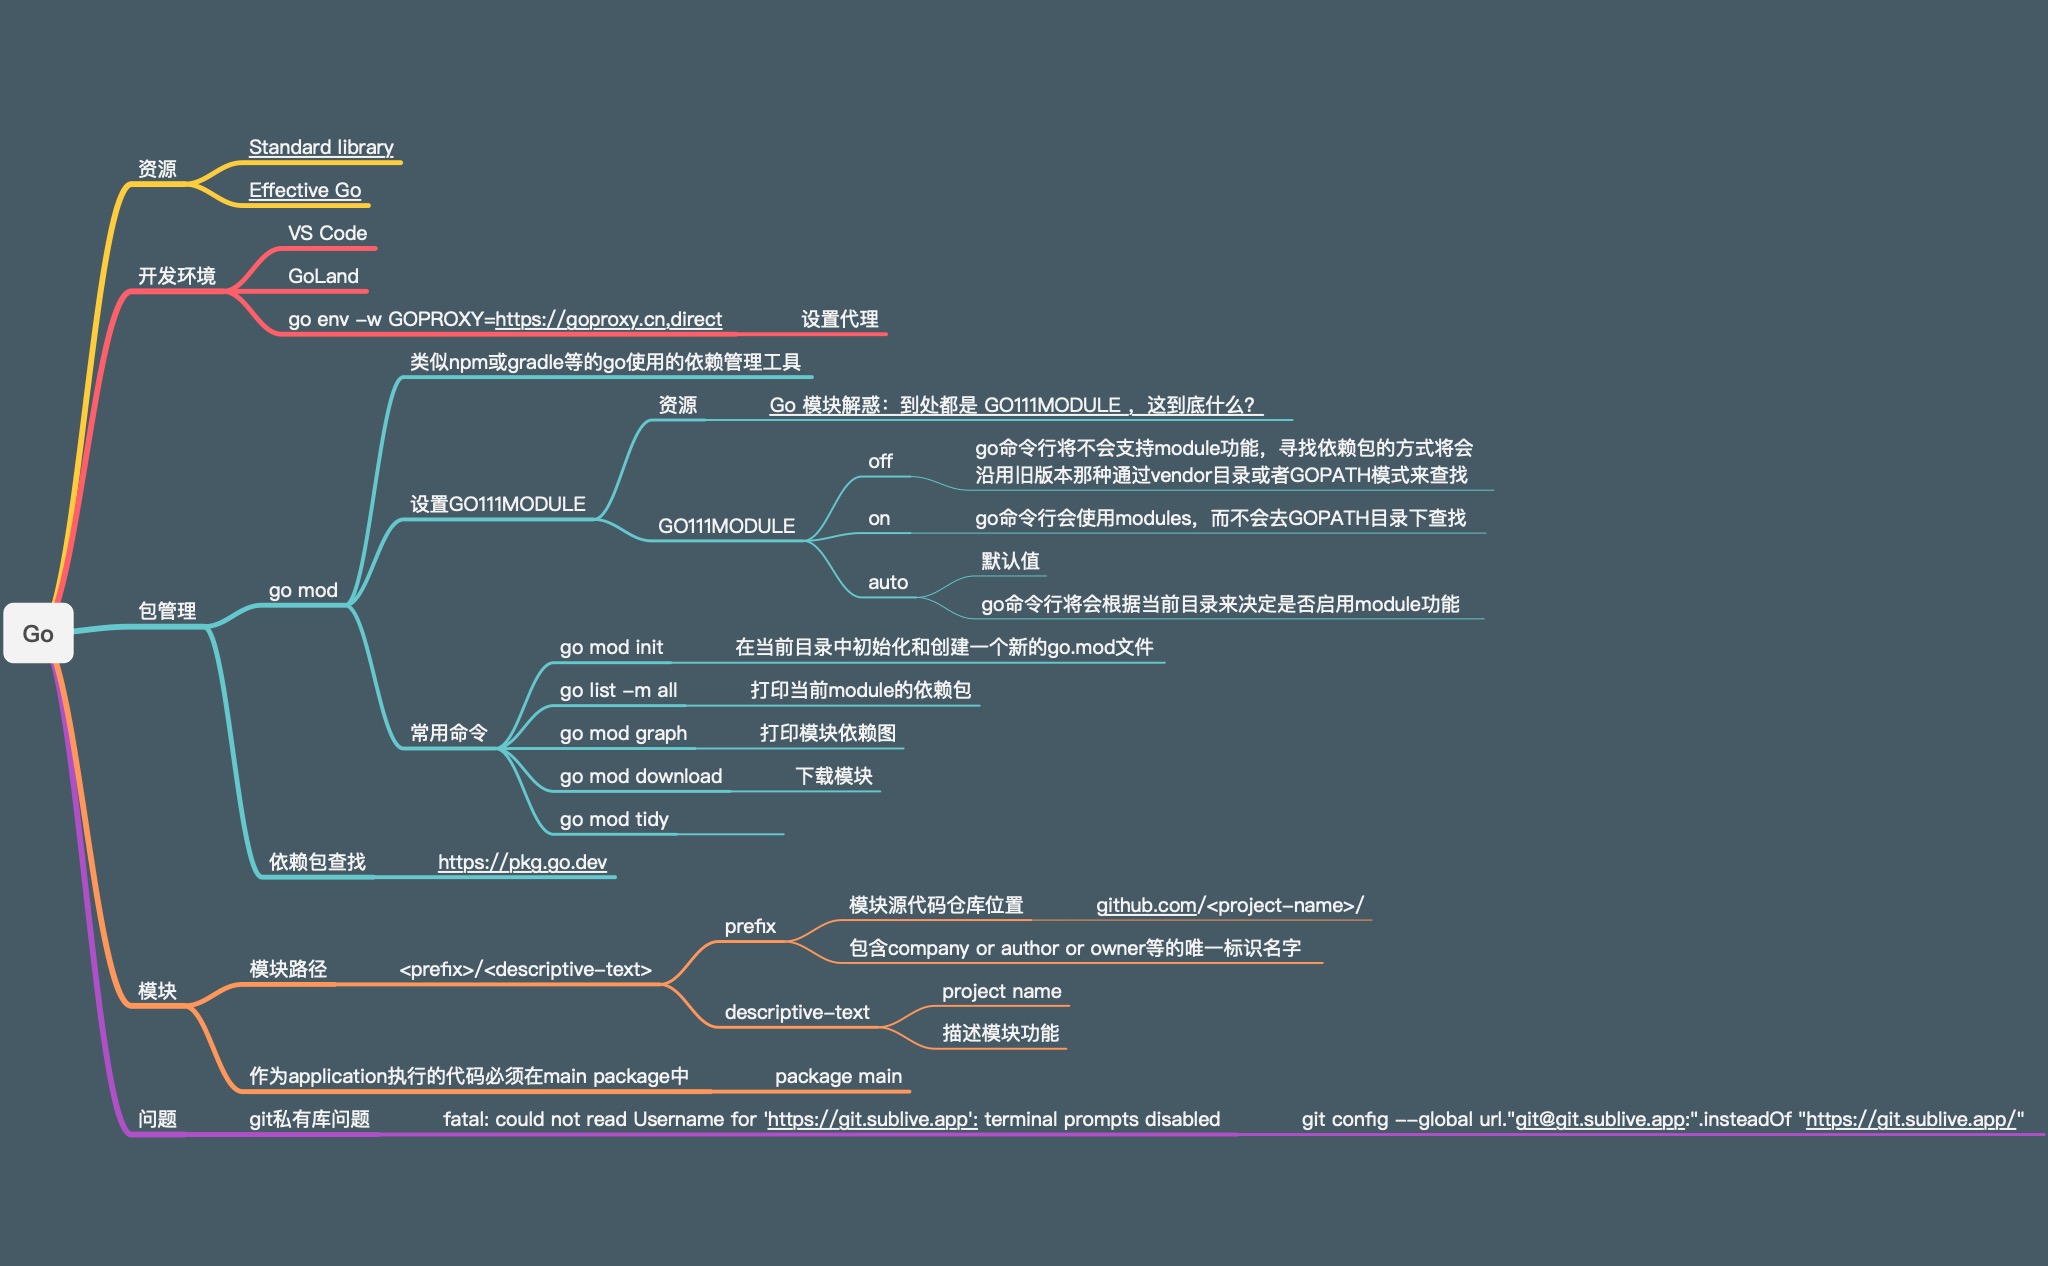 Standard library
资源
Effective Go
VS Code
开发环境
GoLand
go env -w GOPROXY=https://goproxy.cn,direct
设置代理
类似npm或gradle等的go使用的依赖管理工具
资源
Go 模块解惑：到处都是 GO111MODULE ，这到底什么？
go命令行将不会支持module功能，寻找依赖包的方式将会
沿用旧版本那种通过vendor目录或者GOPATH模式来查找
off
设置GO111MODULE
GO111MODULE
on
go命令行会使用modules，而不会去GOPATH目录下查找
默认值
auto
go命令行将会根据当前目录来决定是否启用module功能
go mod
包管理
Go
go mod init
在当前目录中初始化和创建一个新的go.mod文件
go list -m all
打印当前module的依赖包
常用命令
go mod graph
打印模块依赖图
go mod download
下载模块
go mod tidy
依赖包查找
https://pkg.go.dev
模块源代码仓库位置
github.com/<project-name>/
prefix
包含company or author or owner等的唯一标识名字
模块路径
<prefix>/<descriptive-text>
模块
project name
descriptive-text
描述模块功能
作为application执行的代码必须在main package中
package main
问题
git私有库问题
fatal: could not read Username for 'https://git.sublive.app': terminal prompts disabled
git config --global url."git@git.sublive.app:".insteadOf "https://git.sublive.app/"